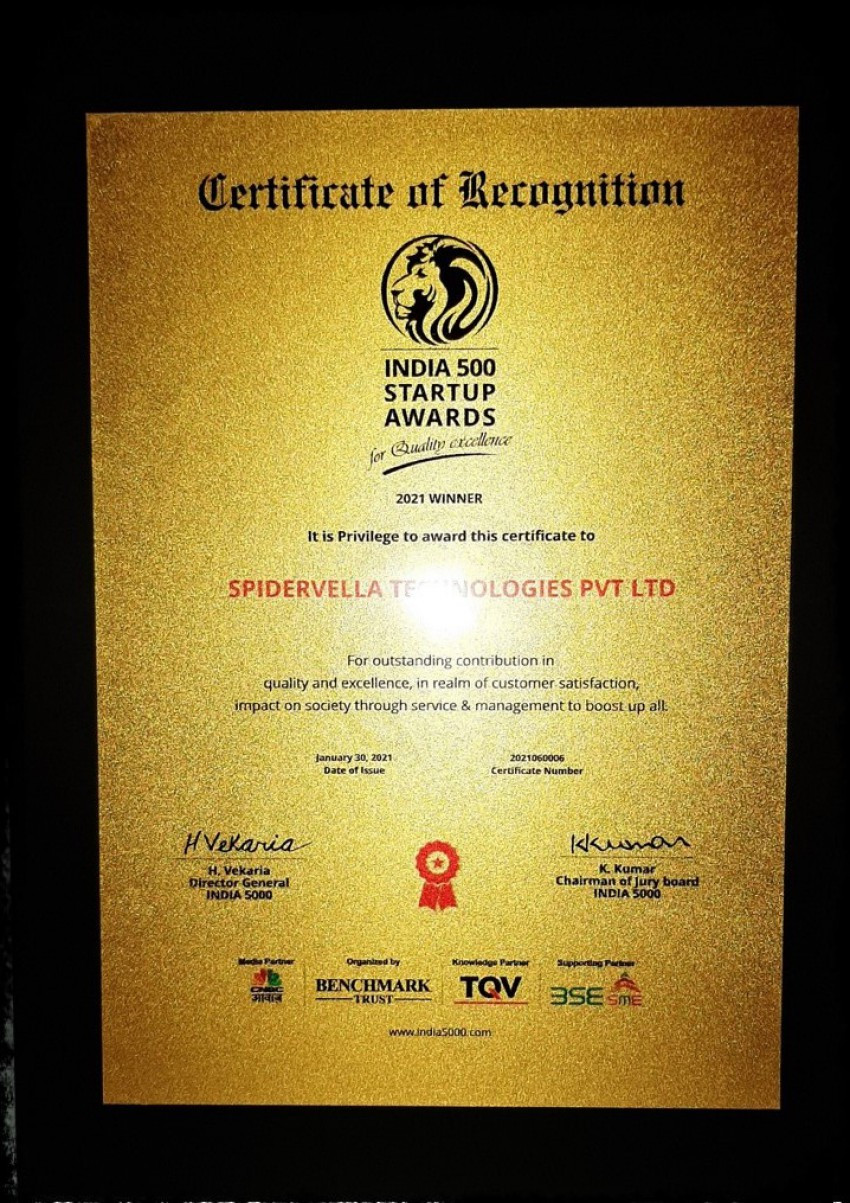 Certificate of Recognition
INDIA 500
STARTUP
AWARDS
for Quality excellence
2021 WINNER
It is Privilege to award this certificate to
SPIDERVELLA TECHNOLOGIES PVT LTD
For outstanding contribution in
quality and excellence, in realm of customer satisfaction,
impact on society through service & management to boost up all.
January 30, 2021 2021060006
Date of Issue Certificate Number
H Vekaria KKumar
H. Vekaria K. Kumar
Director General Chairman of Jury board
INDIA 5000 INDIA 5000
Media Partner Organized by Knowledge Partner Supporting Partner
CNBC BENCHMARK TQV BSE SME
आवाज़ TRUST
www.india5000.com